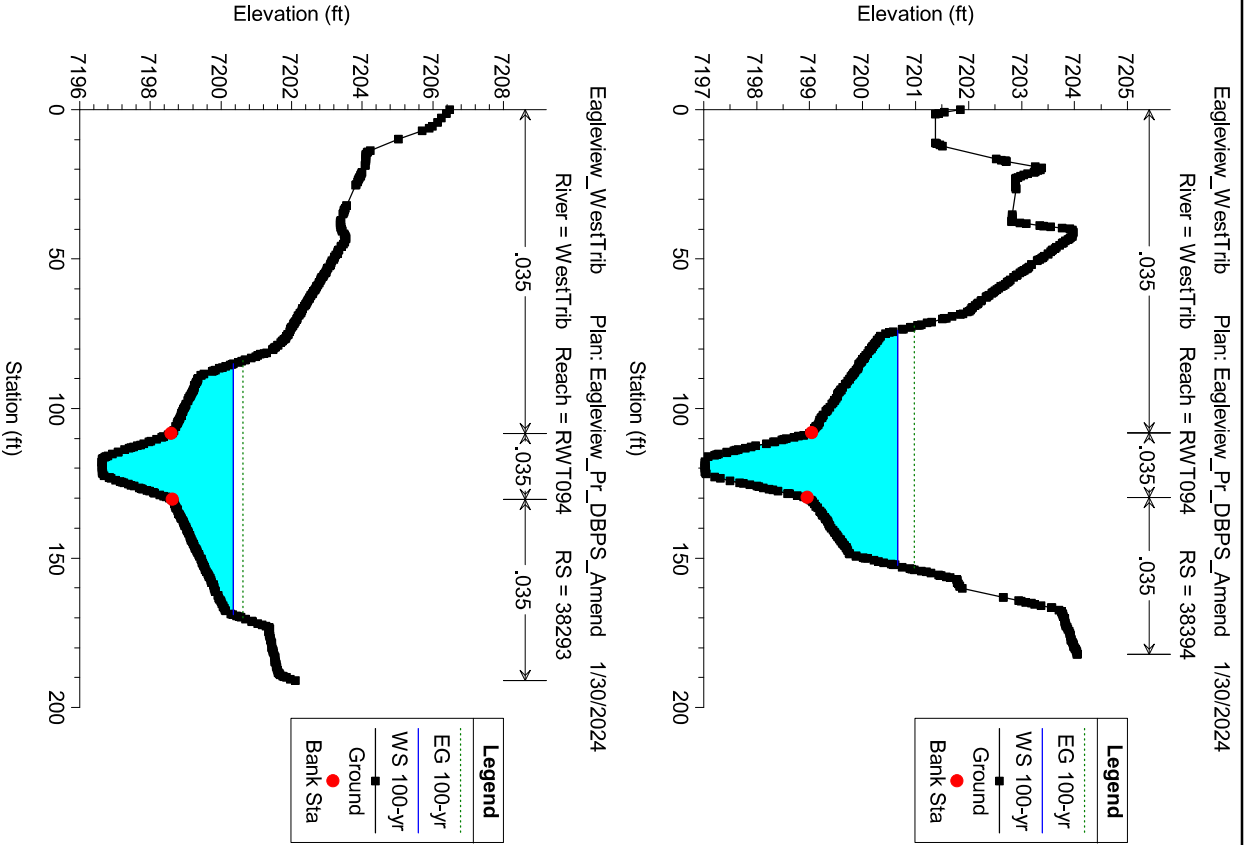 Eagleview_WestTrib Plan: Eagleview_Pr_DBPS_Amend 1/30/2024
River = WestTrib Reach = RWT094 RS = 38394
.035
.035
.035
7205
7204
7203
7202
7201
7200
7199
7198
7197
Elevation (ft)
0
50
100
150
200
Station (ft)
Legend
EG 100-yr
WS 100-yr
Ground
Bank Sta
Eagleview_WestTrib Plan: Eagleview_Pr_DBPS_Amend 1/30/2024
River = WestTrib Reach = RWT094 RS = 38293
.035
.035
.035
7208
7206
7204
7202
7200
7198
7196
Elevation (ft)
0
50
100
150
200
Station (ft)
Legend
EG 100-yr
WS 100-yr
Ground
Bank Sta